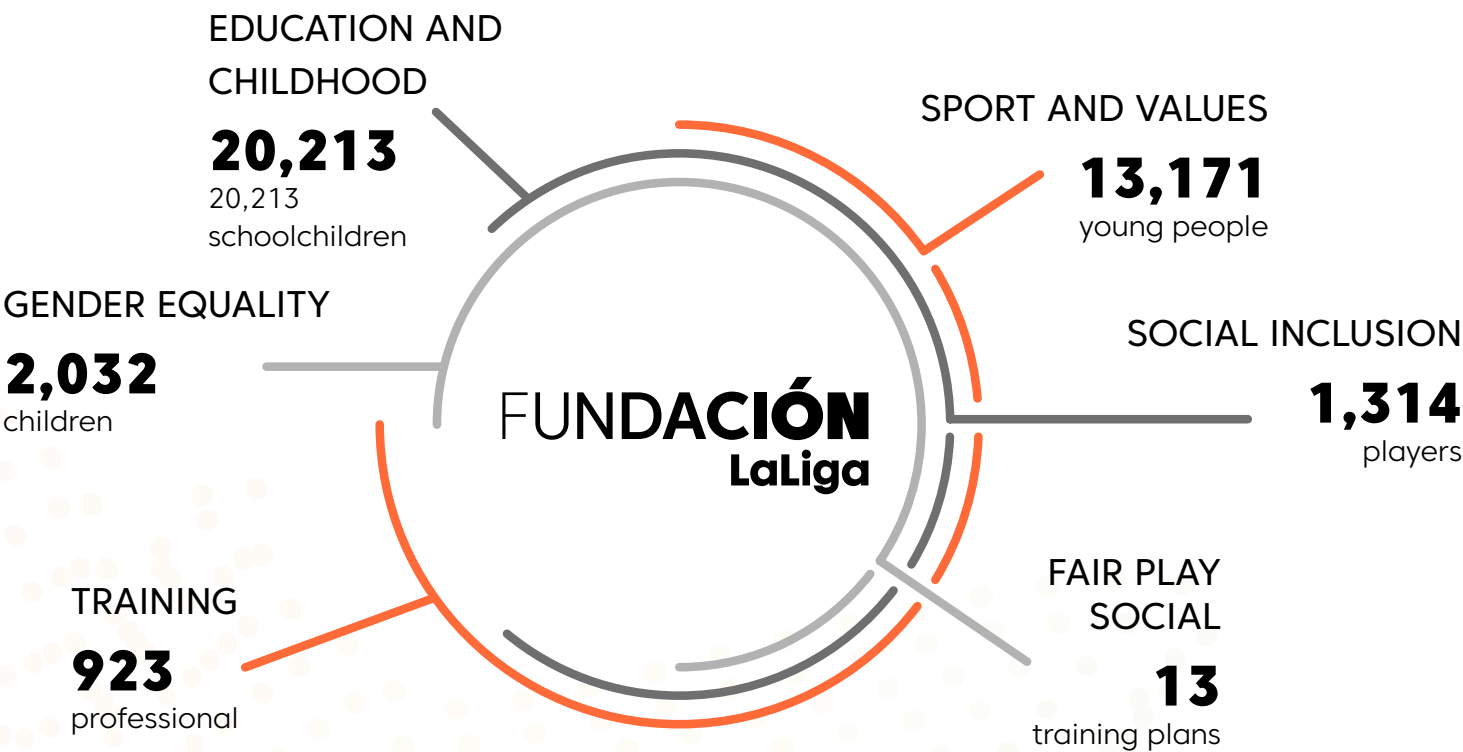 EDUCATION AND
CHILDHOOD
20,213
20,213
schoolchildren
SPORT AND VALUES
13,171
young people
GENDER EQUALITY
2,032
children
SOCIAL INCLUSION
1,314
players
FUNDACIÓN
LaLiga
TRAINING
923
professional
FAIR PLAY
SOCIAL
13
training plans